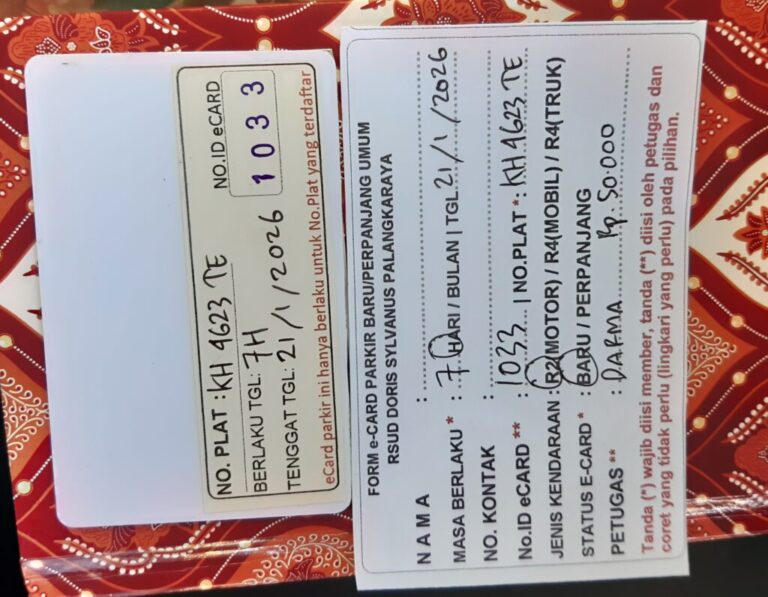 NO. PLAT : KH 4623 TE
BERLAKU TGL: 7H
TENGGAT TGL: 21/1/2026
NO.ID eCARD
1 0 3 3
eCard parkir ini hanya berlaku untuk No.Plat yang terdaftar
FORM e-CARD PARKIR BARU/PERPANJANG UMUM
RSUD DORIS SYLVANUS PALANGKARAYA
N A M A :
MASA BERLAKU * : 7 HARI / BULAN | TGL 21/1/2026
NO. KONTAK :
No.ID eCARD ** : 1033 | NO.PLAT *: KH 4623 TE
JENIS KENDARAAN : R2(MOTOR) / R4(MOBIL) / R4(TRUK)
STATUS E-CARD * : BARU / PERPANJANG
PETUGAS ** : DARMA Rp. 50.000
Tanda (*) wajib diisi member, tanda (**) diisi oleh petugas dan
coret yang tidak perlu (lingkari yang perlu) pada pilihan.